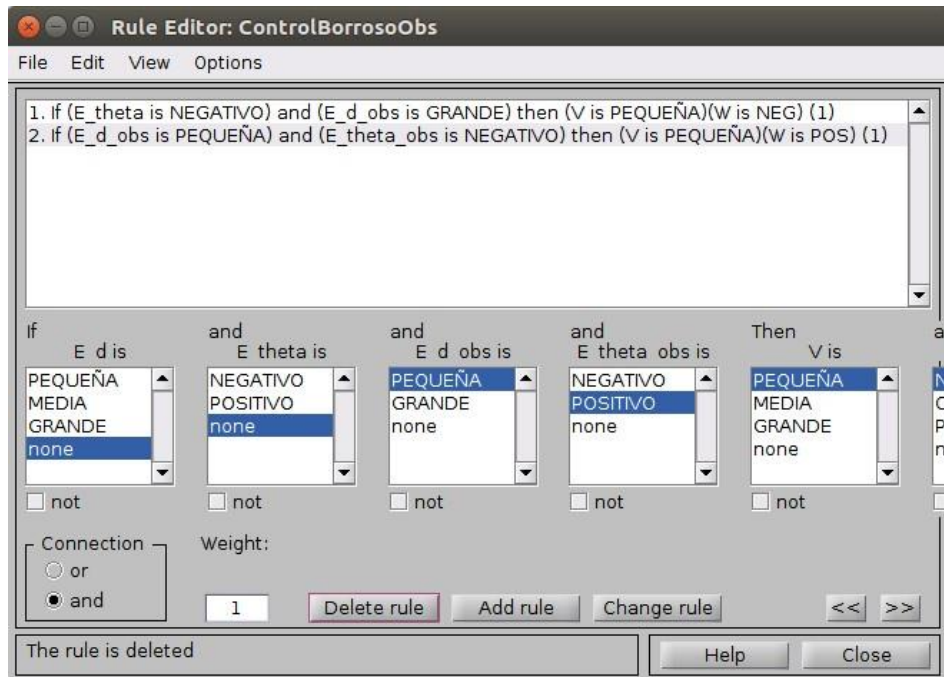 Rule Editor: ControlBorrosoObs
File Edit View Options
1. If (E_theta is NEGATIVO) and (E_d_obs is GRANDE) then (V is PEQUEÑA)(W is NEG) (1)
2. If (E_d_obs is PEQUEÑA) and (E_theta_obs is NEGATIVO) then (V is PEQUEÑA)(W is POS) (1)
If and and and Then
E d is E theta is E d obs is E theta obs is V is
PEQUEÑA NEGATIVO PEQUEÑA NEGATIVO PEQUEÑA
MEDIA POSITIVO GRANDE POSITIVO MEDIA
GRANDE none none none GRANDE
none none
not not not not not
Connection Weight:
or
and 1 Delete rule Add rule Change rule << >>
The rule is deleted Help Close